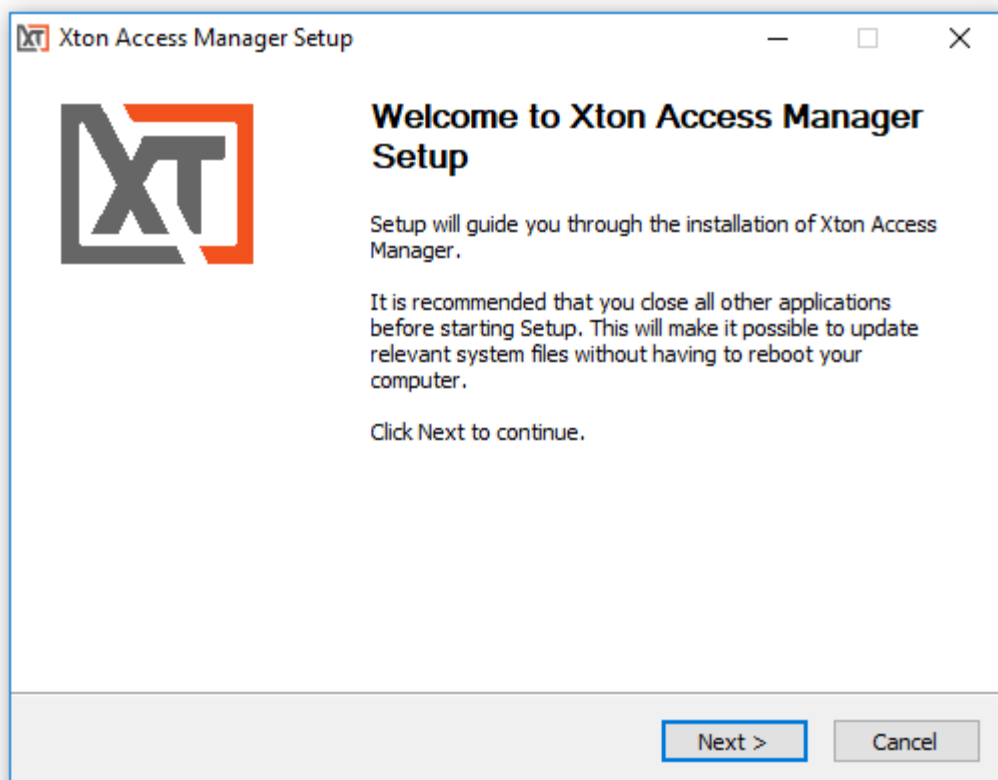 XT Xton Access Manager Setup
XT
Welcome to Xton Access Manager
Setup
Setup will guide you through the installation of Xton Access
Manager.
It is recommended that you close all other applications
before starting Setup. This will make it possible to update
relevant system files without having to reboot your
computer.
Click Next to continue.
Next >
Cancel